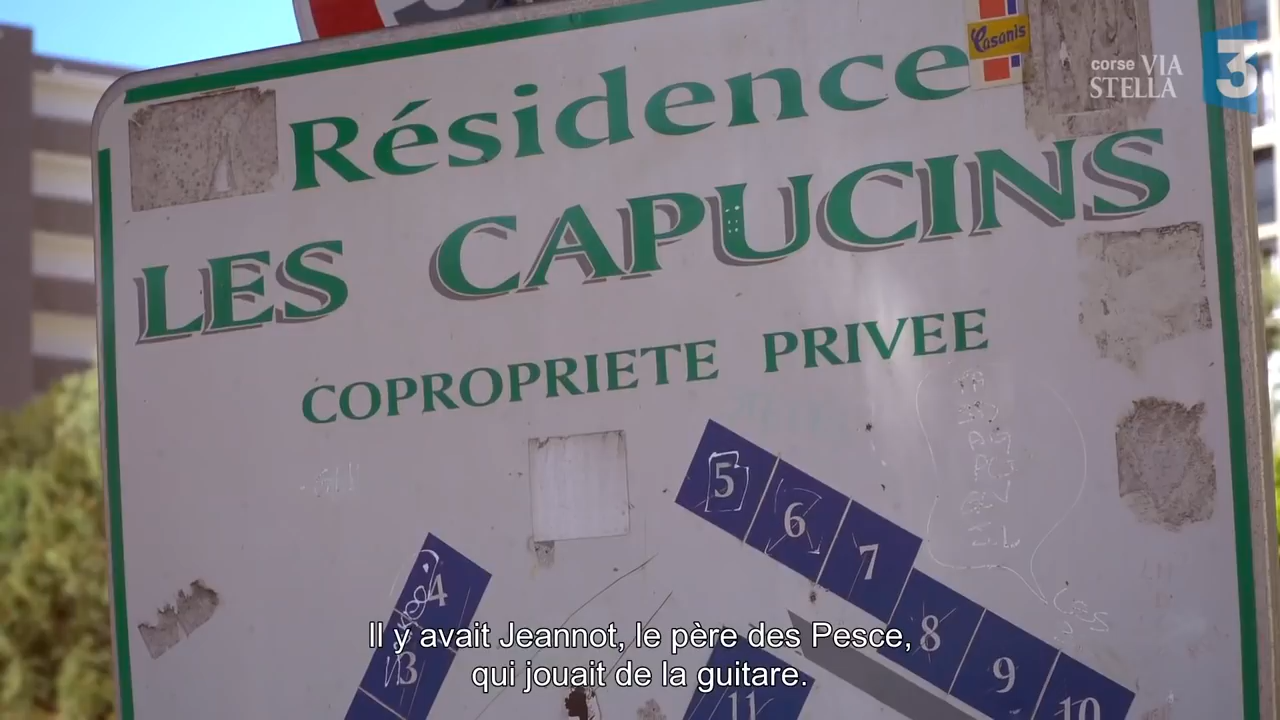 Casanis
corse VIA
STELLA
3
Résidence
LES CAPUCINS
COPROPRIETE PRIVEE
5
6
7
4
8
3
9
10
11
Il y avait Jeannot, le père des Pesce,
qui jouait de la guitare.